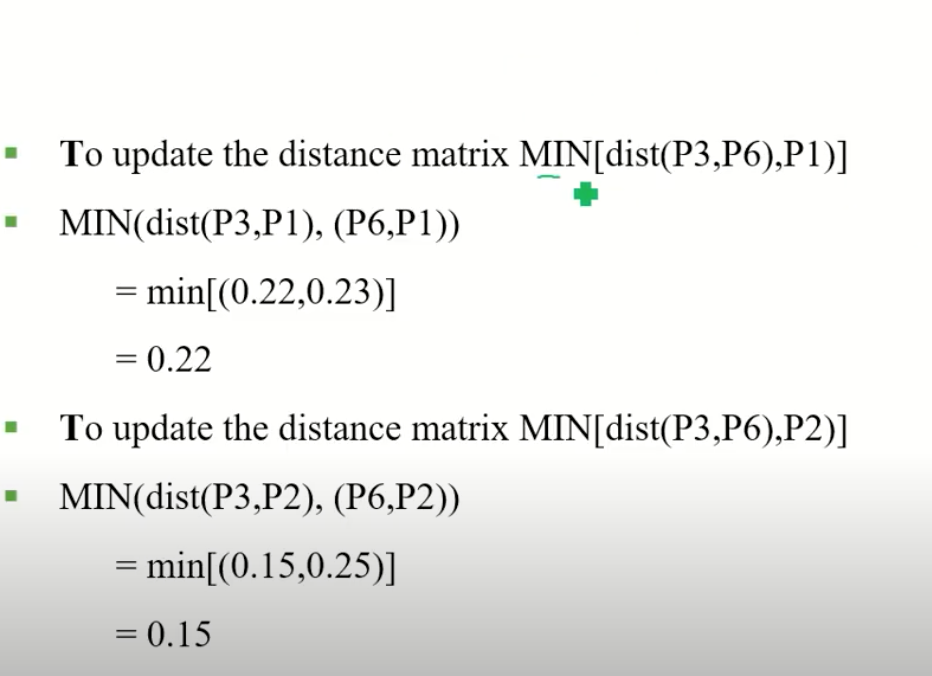 To update the distance matrix MIN[dist(P3,P6),P1)]
MIN(dist(P3,P1), (P6,P1))
= min[(0.22,0.23)]
= 0.22
To update the distance matrix MIN[dist(P3,P6),P2)]
MIN(dist(P3,P2), (P6,P2))
= min[(0.15,0.25)]
= 0.15